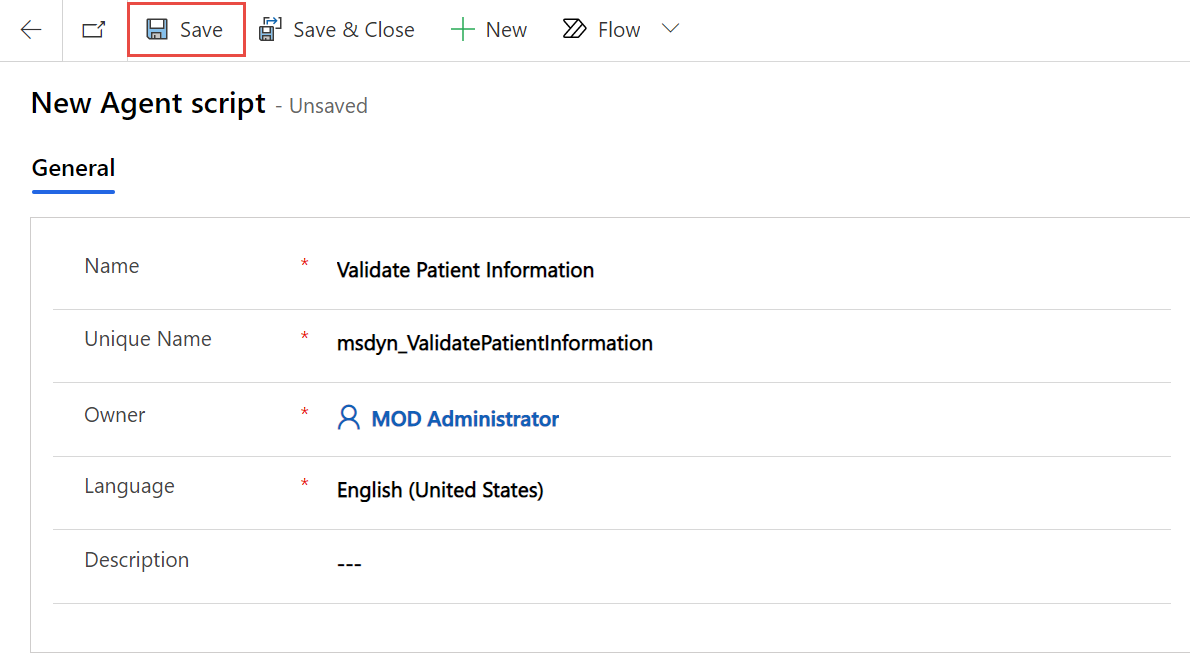 Save Save & Close New Flow
New Agent script - Unsaved
General
Name * Validate Patient Information
Unique Name * msdyn_ValidatePatientInformation
Owner * MOD Administrator
Language * English (United States)
Description ---